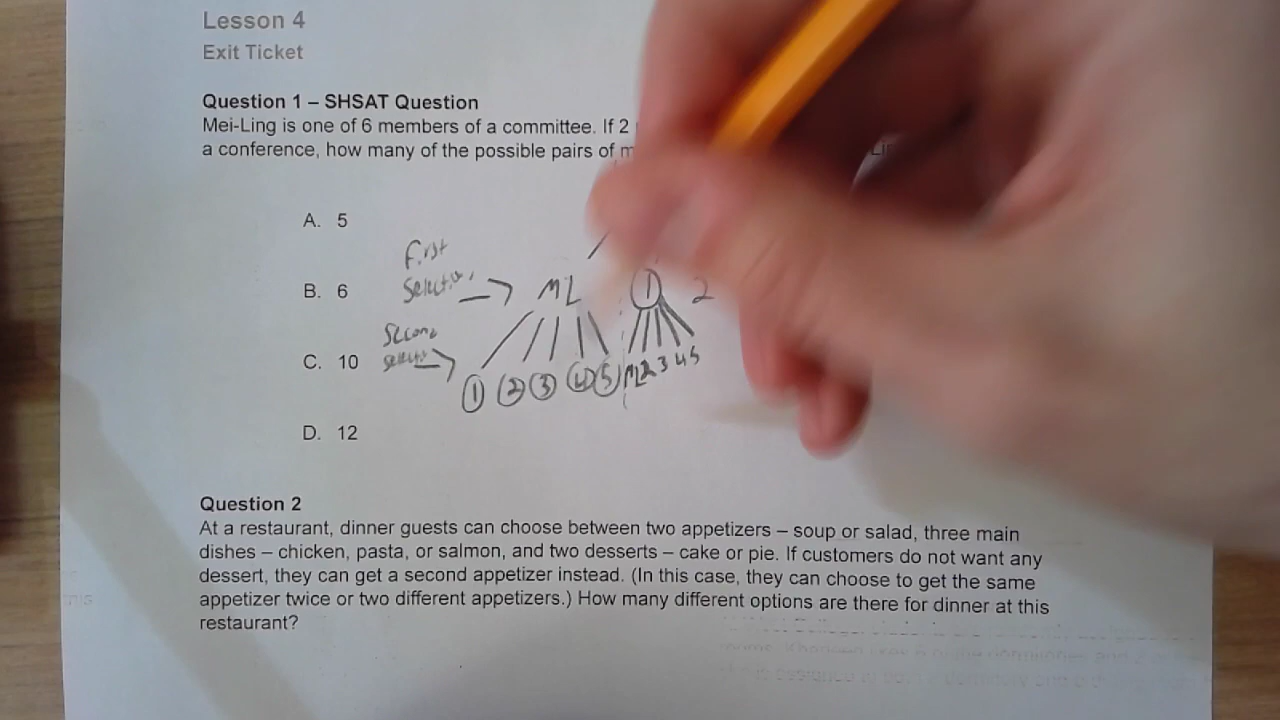 Lesson 4
Exit Ticket
Question 1 – SHSAT Question
Mei-Ling is one of 6 members of a committee. If 2
a conference, how many of the possible pairs of m
A. 5
First
B. 6
ML
1
2
Second
C. 10
1 2 3 4 5 ML 2 3 4 5
D. 12
Question 2
At a restaurant, dinner guests can choose between two appetizers – soup or salad, three main
dishes – chicken, pasta, or salmon, and two desserts – cake or pie. If customers do not want any
dessert, they can get a second appetizer instead. (In this case, they can choose to get the same
appetizer twice or two different appetizers.) How many different options are there for dinner at this
restaurant?